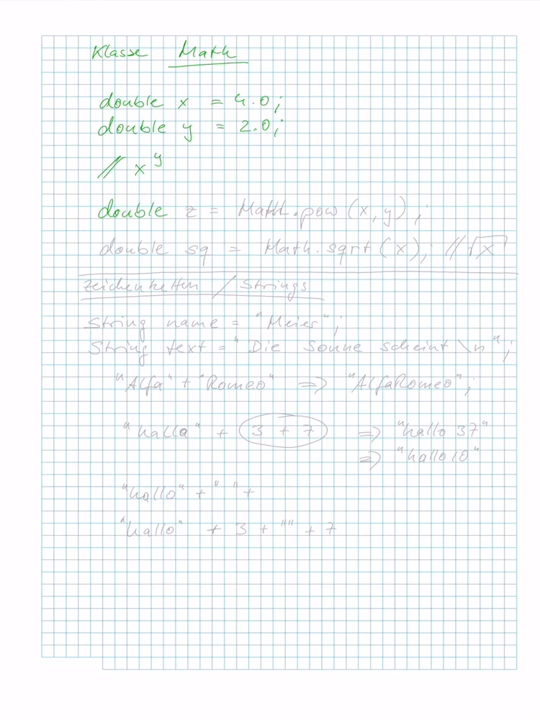 Klasse Math
double x = 4.0;
double y = 2.0;
// x^y
double z = Math.pow(x, y);
double sq = Math.sqrt(x); // √x
Zeichenketten / Strings
String name = "Meier";
String text = "Die Sonne scheint \n";
"Alfa" + "Romeo" => "AlfaRomeo";
"hallo" + 3 + 7 => "hallo 37"
=> "hallo10"
"hallo" + " " +
"hallo" + 3 + "" + 7